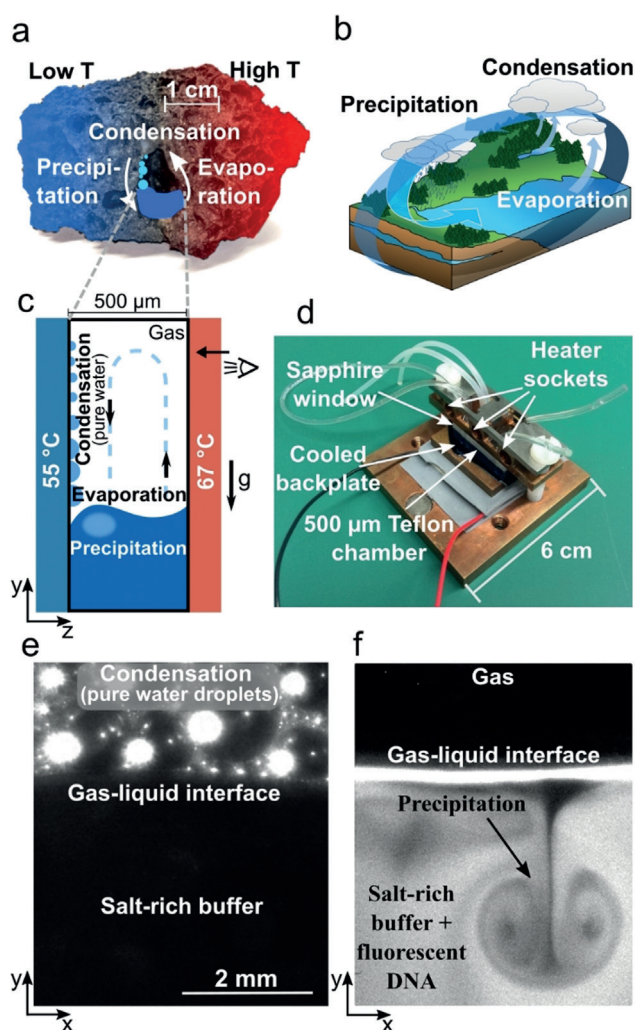 a
Low T
High T
1 cm
Condensation
Precipi-
tation
Evapo-
ration
b
Condensation
Precipitation
Evaporation
c
500 µm
Gas
Condensation
(pure water)
55 °C
67 °C
Evaporation
g
Precipitation
y
z
d
Sapphire
window
Heater
sockets
Cooled
backplate
500 µm Teflon
chamber
6 cm
e
Condensation
(pure water droplets)
Gas-liquid interface
Salt-rich buffer
2 mm
y
x
f
Gas
Gas-liquid interface
Precipitation
Salt-rich
buffer +
fluorescent
DNA
y
x